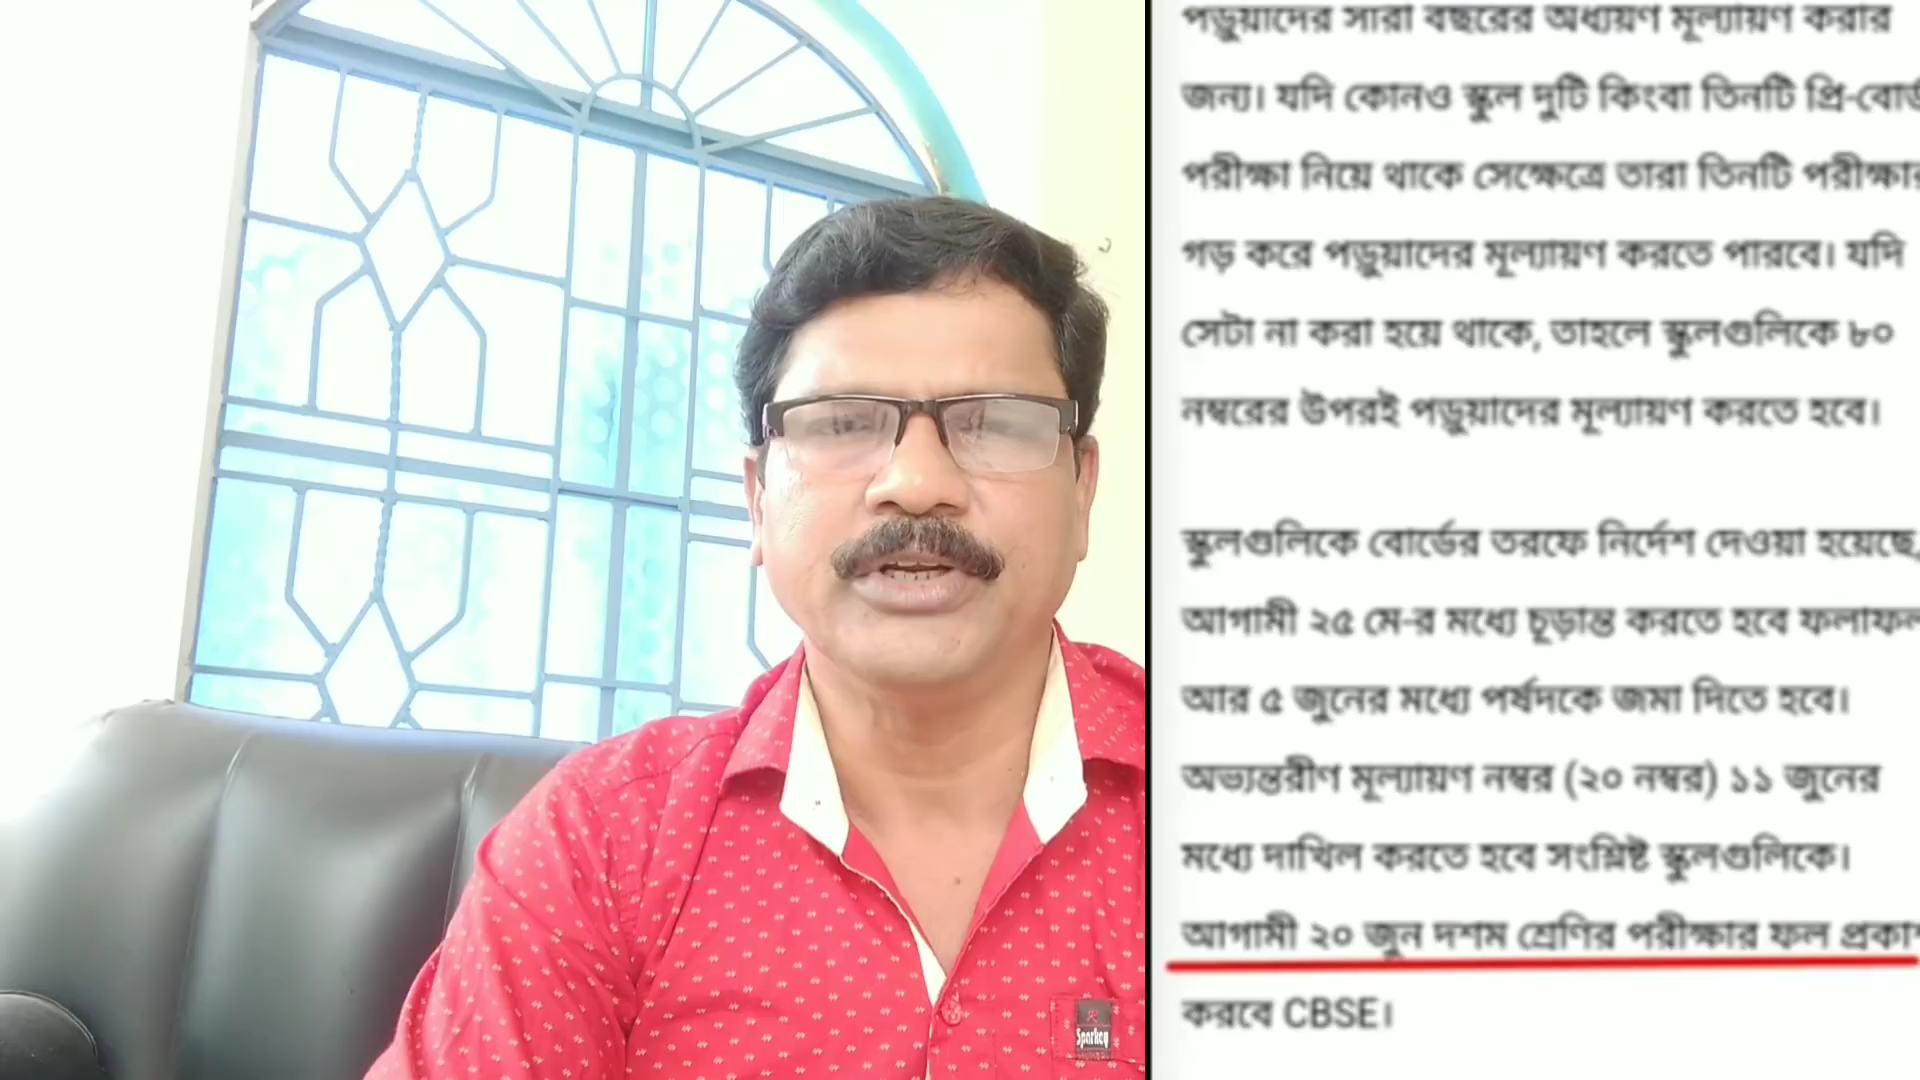 পড়ুয়াদের সারা বছরের অধ্যয়ণ মূল্যায়ণ করার
জন্য। যদি কোনও স্কুল দুটি কিংবা তিনটি প্রি-বোর্ড
পরীক্ষা নিয়ে থাকে সেক্ষেত্রে তারা তিনটি পরীক্ষার
গড় করে পড়ুয়াদের মূল্যায়ণ করতে পারবে। যদি
সেটা না করা হয়ে থাকে, তাহলে স্কুলগুলিকে ৮০
নম্বরের উপরই পড়ুয়াদের মূল্যায়ণ করতে হবে।
স্কুলগুলিকে বোর্ডের তরফে নির্দেশ দেওয়া হয়েছে,
আগামী ২৫ মে-র মধ্যে চূড়ান্ত করতে হবে ফলাফল
আর ৫ জুনের মধ্যে পর্ষদকে জমা দিতে হবে।
অভ্যন্তরীণ মূল্যায়ণ নম্বর (২০ নম্বর) ১১ জুনের
মধ্যে দাখিল করতে হবে সংশ্লিষ্ট স্কুলগুলিকে।
আগামী ২০ জুন দশম শ্রেণির পরীক্ষার ফল প্রকাশ
করবে CBSE।
Sparkey